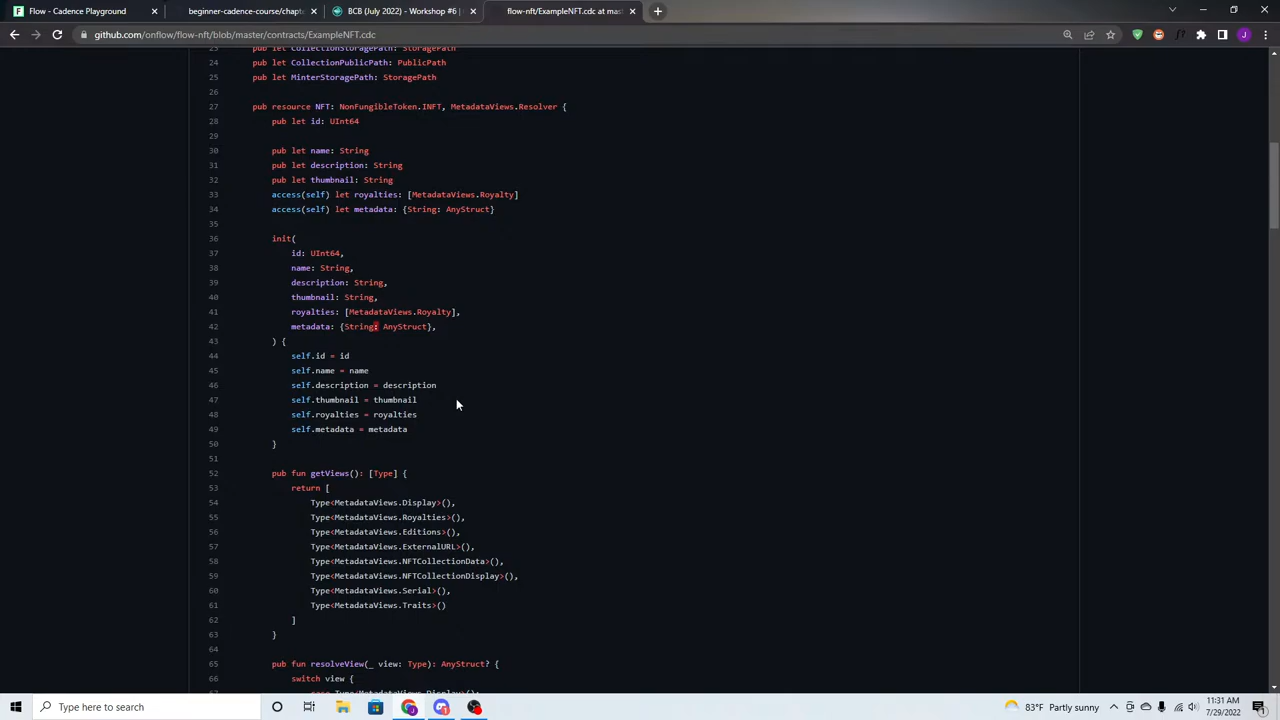 Flow - Cadence Playground
beginner-cadence-course/chapte
BCB (July 2022) - Workshop #6 |
flow-nft/ExampleNFT.cdc at mas
github.com/onflow/flow-nft/blob/master/contracts/ExampleNFT.cdc
23 pub let CollectionStoragePath: StoragePath
24 pub let CollectionPublicPath: PublicPath
25 pub let MinterStoragePath: StoragePath
26
27 pub resource NFT: NonFungibleToken.INFT, MetadataViews.Resolver {
28 pub let id: UInt64
29
30 pub let name: String
31 pub let description: String
32 pub let thumbnail: String
33 access(self) let royalties: [MetadataViews.Royalty]
34 access(self) let metadata: {String: AnyStruct}
35
36 init(
37 id: UInt64,
38 name: String,
39 description: String,
40 thumbnail: String,
41 royalties: [MetadataViews.Royalty],
42 metadata: {String: AnyStruct},
43 ) {
44 self.id = id
45 self.name = name
46 self.description = description
47 self.thumbnail = thumbnail
48 self.royalties = royalties
49 self.metadata = metadata
50 }
51
52 pub fun getViews(): [Type] {
53 return [
54 Type<MetadataViews.Display>(),
55 Type<MetadataViews.Royalties>(),
56 Type<MetadataViews.Editions>(),
57 Type<MetadataViews.ExternalURL>(),
58 Type<MetadataViews.NFTCollectionData>(),
59 Type<MetadataViews.NFTCollectionDisplay>(),
60 Type<MetadataViews.Serial>(),
61 Type<MetadataViews.Traits>()
62 ]
63 }
64
65 pub fun resolveView(_ view: Type): AnyStruct? {
66 switch view {
67 case Type<MetadataViews.Display>():
Type here to search
83°F Partly sunny
11:31 AM
7/29/2022